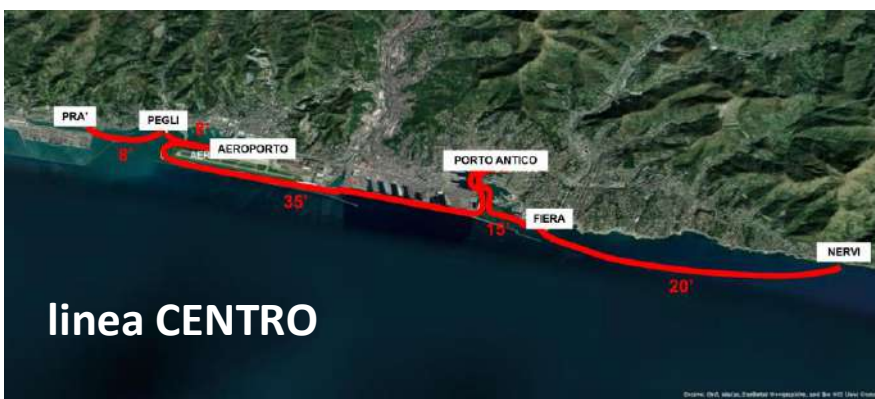 PRA'
PEGLI
8'
8'
AEROPORTO
PORTO ANTICO
35'
15'
FIERA
NERVI
20'
linea CENTRO